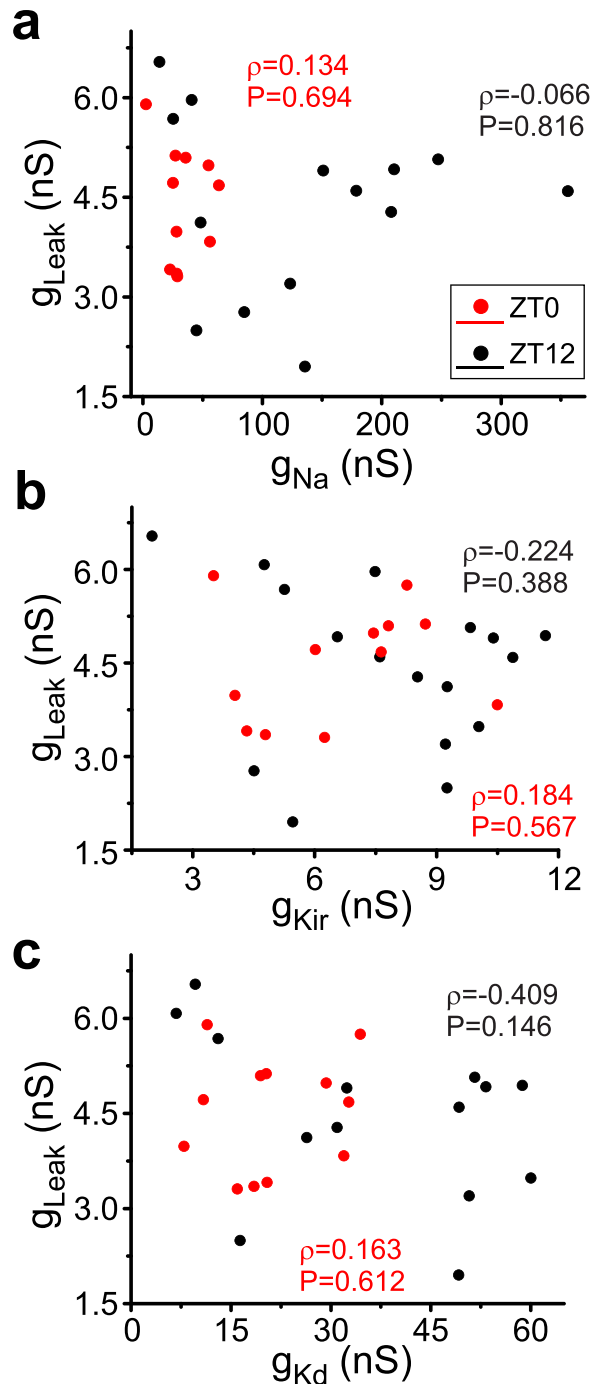 a
ρ=0.134
P=0.694
ρ=-0.066
P=0.816
6.0
4.5
3.0
1.5
gLeak (nS)
ZT0
ZT12
0 100 200 300
gNa (nS)
b
ρ=-0.224
P=0.388
6.0
4.5
3.0
1.5
gLeak (nS)
ρ=0.184
P=0.567
3 6 9 12
gKir (nS)
c
ρ=-0.409
P=0.146
6.0
4.5
3.0
1.5
gLeak (nS)
ρ=0.163
P=0.612
0 15 30 45 60
gKd (nS)